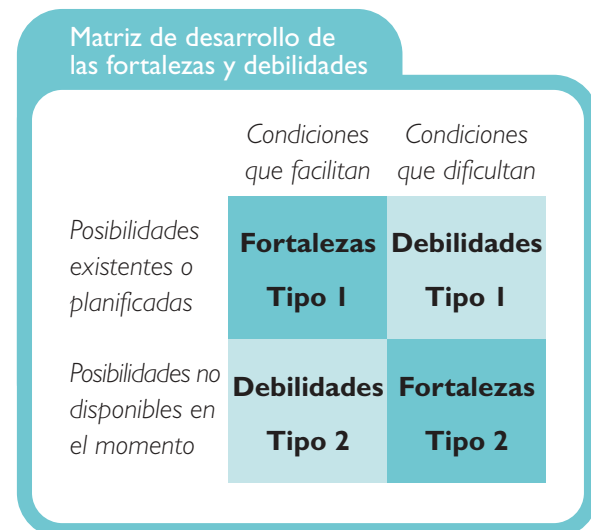 Matriz de desarrollo de
las fortalezas y debilidades
Condiciones
que facilitan
Condiciones
que dificultan
Posibilidades
existentes o
planificadas
Fortalezas
Tipo 1
Debilidades
Tipo 1
Posibilidades no
disponibles en
el momento
Debilidades
Tipo 2
Fortalezas
Tipo 2